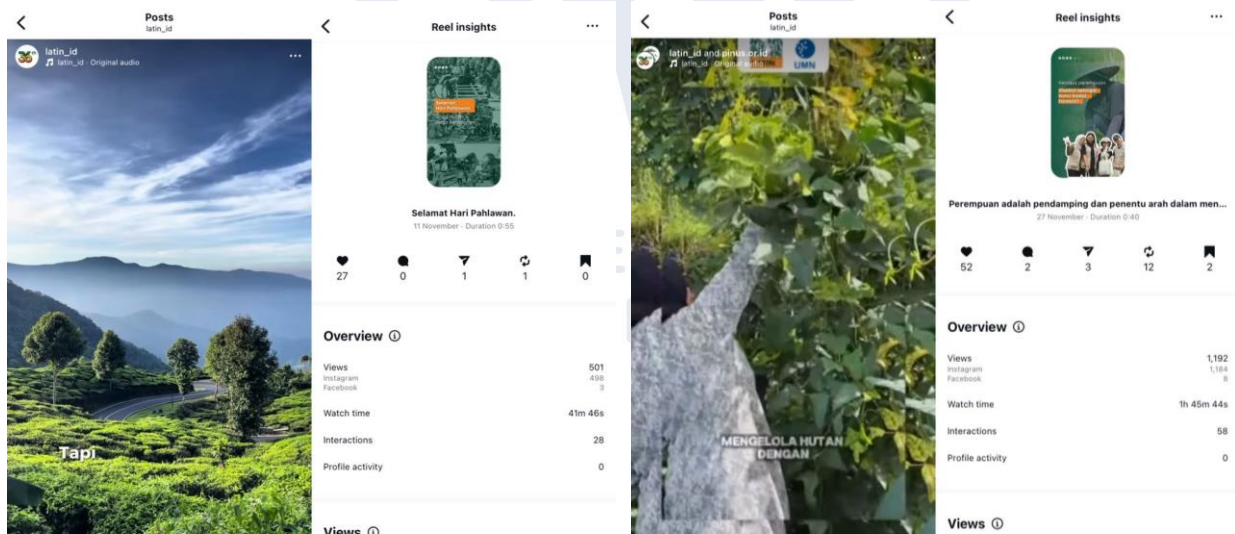 Posts
latin_id
latin_id
latin_id · Original audio
Tapi
Reel insights
Selamat
Hari Pahlawan.
Selamat Hari Pahlawan.
11 November · Duration 0:55
27 0 1 1 0
Overview
Views 501
Instagram 498
Facebook 3
Watch time 41m 46s
Interactions 28
Profile activity 0
Views
Posts
latin_id
latin_id and pinus.or.id
latin_id · Original audio
UMN
MENGELOLA HUTAN
DENGAN
Reel insights
Perempuan adalah pendamping dan penentu arah dalam men...
27 November · Duration 0:40
52 2 3 12 2
Overview
Views 1,192
Instagram 1,184
Facebook 8
Watch time 1h 45m 44s
Interactions 58
Profile activity 0
Views